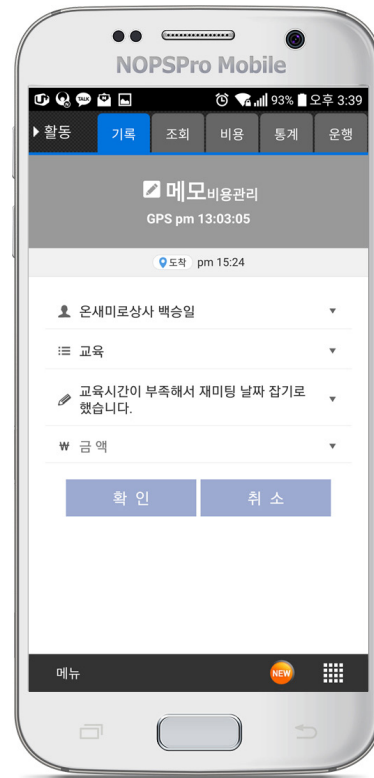 NOPSPro Mobile
TALK 93% 오후 3:39
활동 기록 조회 비용 통계 운행
메모비용관리
GPS pm 13:03:05
도착 pm 15:24
온새미로상사 백승일
교육
교육시간이 부족해서 재미팅 날짜 잡기로
했습니다.
₩ 금 액
확 인 취 소
메뉴 NEW